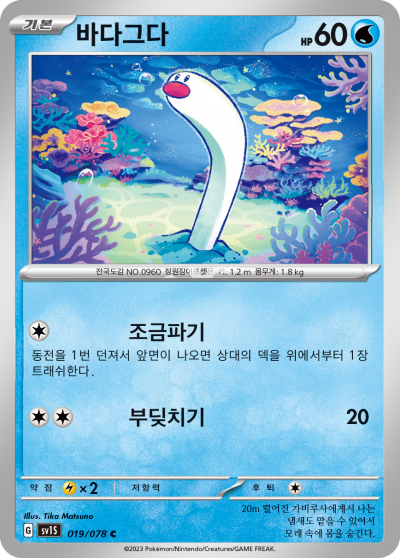 기본 바다그다 HP 60
전국도감 NO.0960 정원장어포켓몬 키: 1.2 m 몸무게: 1.8 kg
조금파기
동전을 1번 던져서 앞면이 나오면 상대의 덱을 위에서부터 1장
트래쉬한다.
부딪치기 20
약점 ×2 저항력 후퇴
Illus. Tika Matsuno
G sv1S 019/078 C
20m 떨어진 가비루사에게서 나는
냄새도 맡을 수 있어서
모래 속에 몸을 숨긴다.
©2023 Pokémon/Nintendo/Creatures/GAME FREAK.